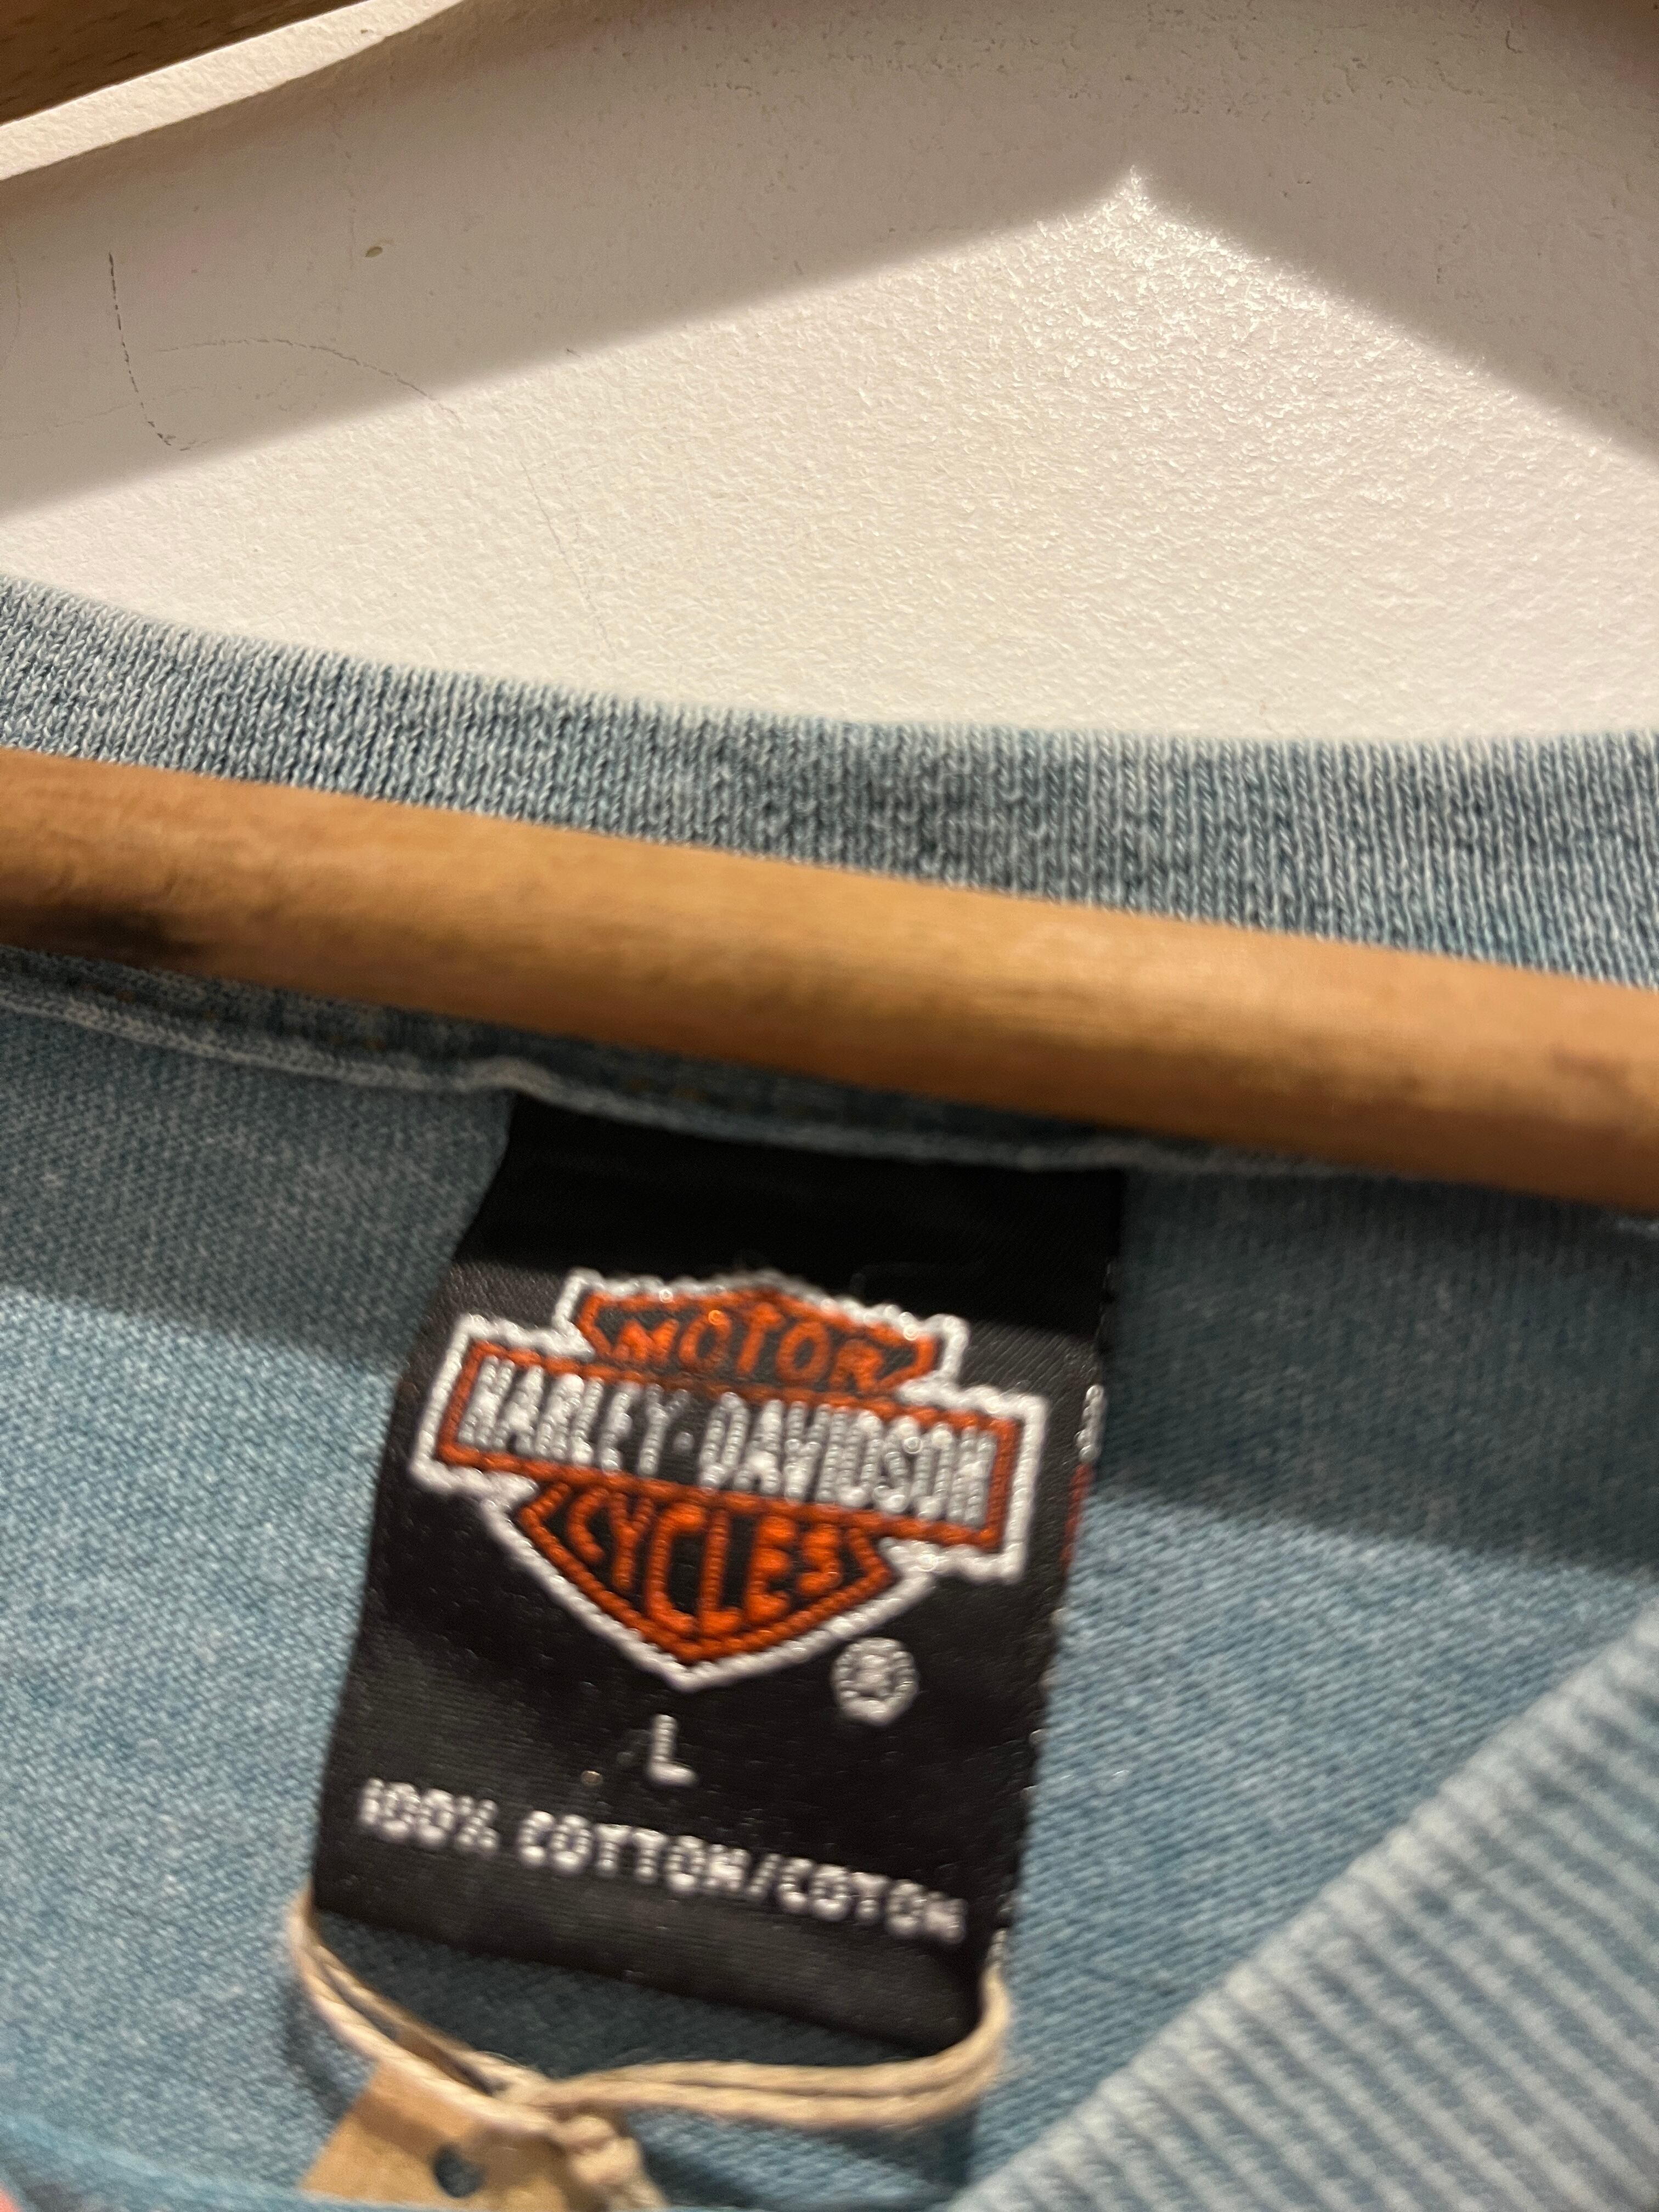 MOTOR
HARLEY-DAVIDSON
CYCLES
®
L
100% COTTON/COTON